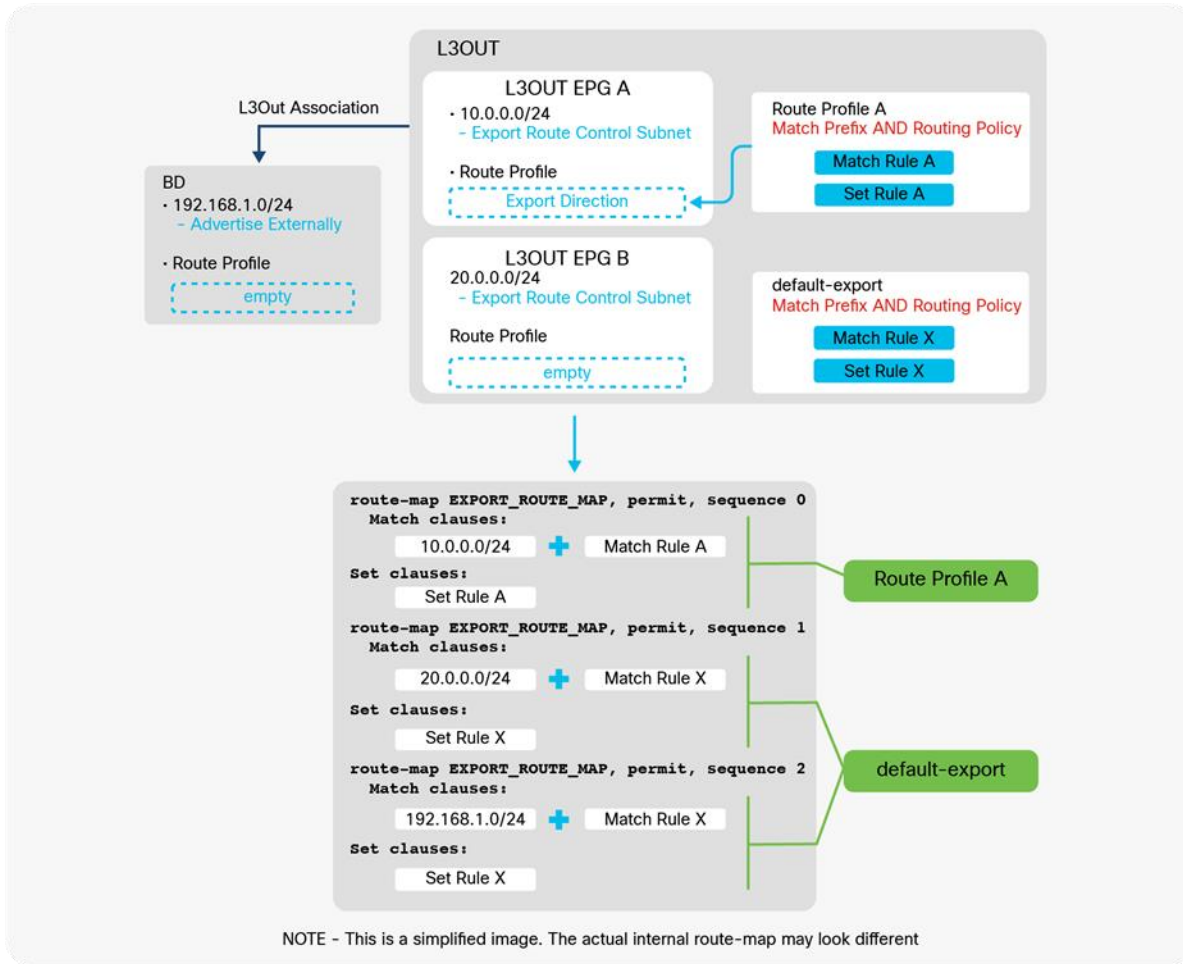 L3OUT
L3Out Association
L3OUT EPG A
· 10.0.0.0/24
- Export Route Control Subnet
· Route Profile
Export Direction
Route Profile A
Match Prefix AND Routing Policy
Match Rule A
Set Rule A
BD
· 192.168.1.0/24
- Advertise Externally
· Route Profile
empty
L3OUT EPG B
20.0.0.0/24
- Export Route Control Subnet
Route Profile
empty
default-export
Match Prefix AND Routing Policy
Match Rule X
Set Rule X
route-map EXPORT_ROUTE_MAP, permit, sequence 0
Match clauses:
10.0.0.0/24 + Match Rule A
Set clauses:
Set Rule A
Route Profile A
route-map EXPORT_ROUTE_MAP, permit, sequence 1
Match clauses:
20.0.0.0/24 + Match Rule X
Set clauses:
Set Rule X
route-map EXPORT_ROUTE_MAP, permit, sequence 2
Match clauses:
192.168.1.0/24 + Match Rule X
Set clauses:
Set Rule X
default-export
NOTE - This is a simplified image. The actual internal route-map may look different